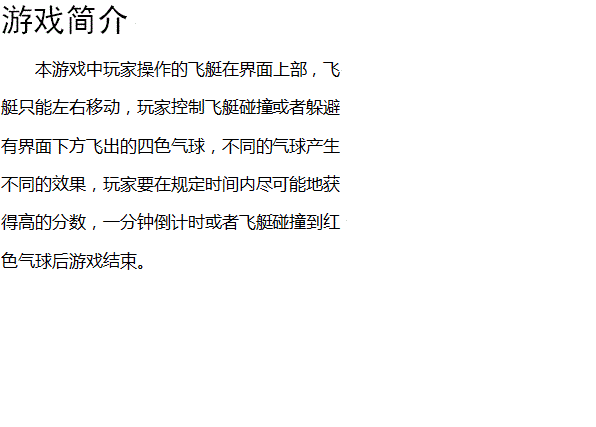 游戏简介
本游戏中玩家操作的飞艇在界面上部，飞
艇只能左右移动，玩家控制飞艇碰撞或者躲避
有界面下方飞出的四色气球，不同的气球产生
不同的效果，玩家要在规定时间内尽可能地获
得高的分数，一分钟倒计时或者飞艇碰撞到红
色气球后游戏结束。